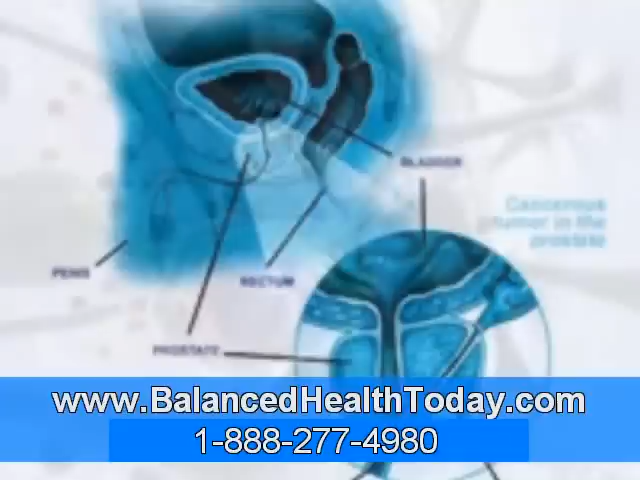 BLADDER
Cancerous
tumor in the
prostate
PENIS
RECTUM
PROSTATE
www.BalancedHealthToday.com
1-888-277-4980